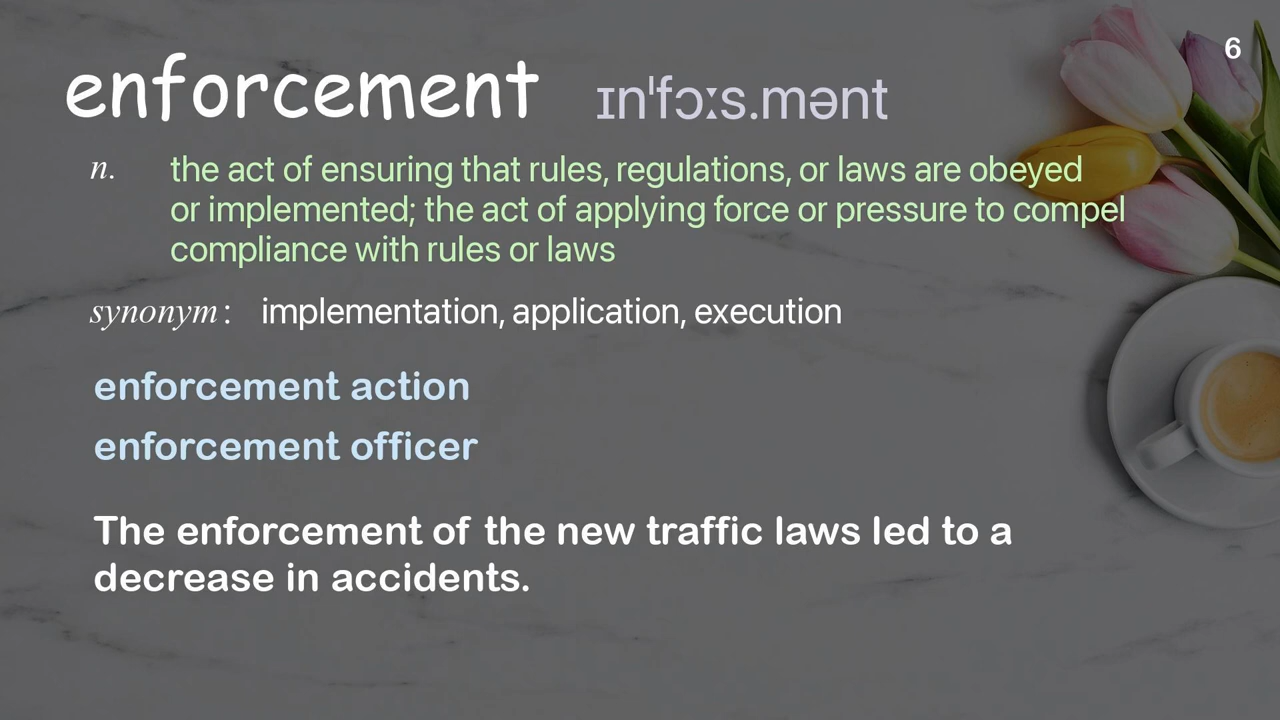 6
enforcement ɪnˈfɔːs.mənt
n. the act of ensuring that rules, regulations, or laws are obeyed
or implemented; the act of applying force or pressure to compel
compliance with rules or laws
synonym: implementation, application, execution
enforcement action
enforcement officer
The enforcement of the new traffic laws led to a
decrease in accidents.